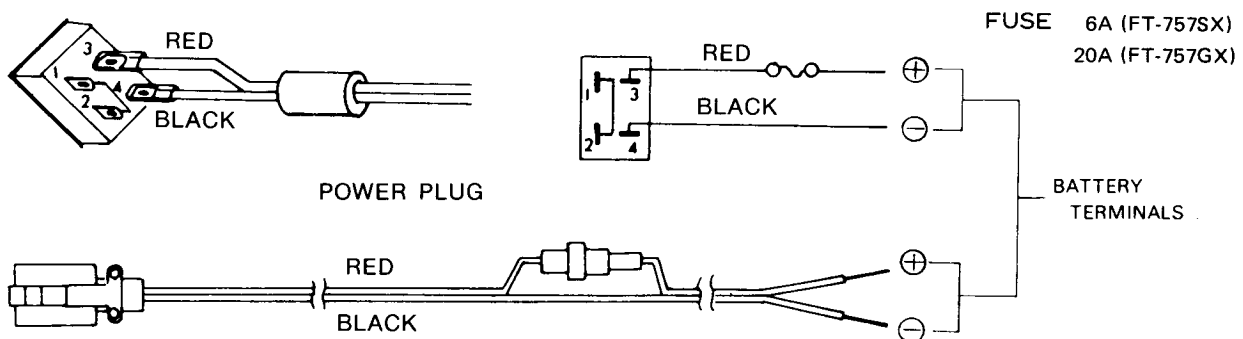 FUSE 6A (FT-757SX)
20A (FT-757GX)
RED
3
1
4
2
BLACK
RED
1 3
BLACK
2 4
+
−
POWER PLUG
BATTERY
TERMINALS
RED
BLACK
+
−